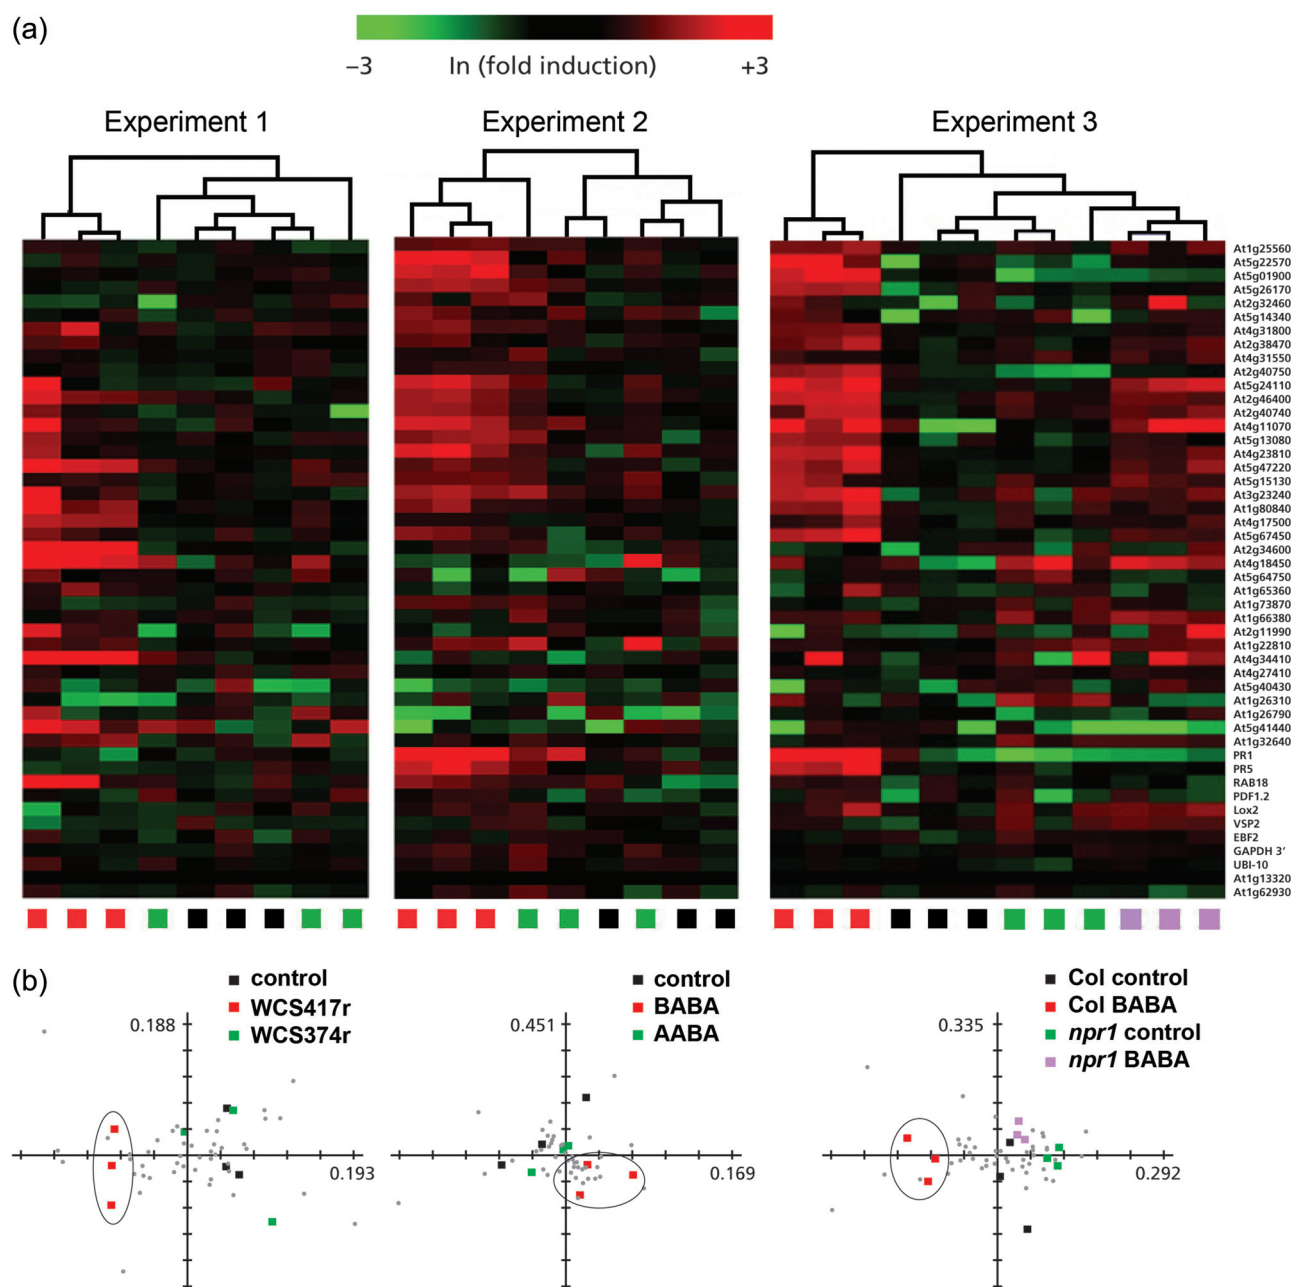 (a)
−3 In (fold induction) +3
Experiment 1 Experiment 2 Experiment 3
At1g25560
At5g22570
At5g01900
At5g26170
At2g32460
At5g14340
At4g31800
At2g38470
At4g31550
At2g40750
At5g24110
At2g46400
At2g40740
At4g11070
At5g13080
At4g23810
At5g47220
At5g15130
At3g23240
At1g80840
At4g17500
At5g67450
At2g34600
At4g18450
At5g64750
At1g65360
At1g73870
At1g66380
At2g11990
At1g22810
At4g34410
At4g27410
At5g40430
At1g26310
At1g26790
At5g41440
At1g32640
PR1
PR5
RAB18
PDF1.2
Lox2
VSP2
EBF2
GAPDH 3′
UBI-10
At1g13320
At1g62930
(b)
control
WCS417r
WCS374r
0.188
0.193
control
BABA
AABA
0.451
0.169
Col control
Col BABA
npr1 control
npr1 BABA
0.335
0.292